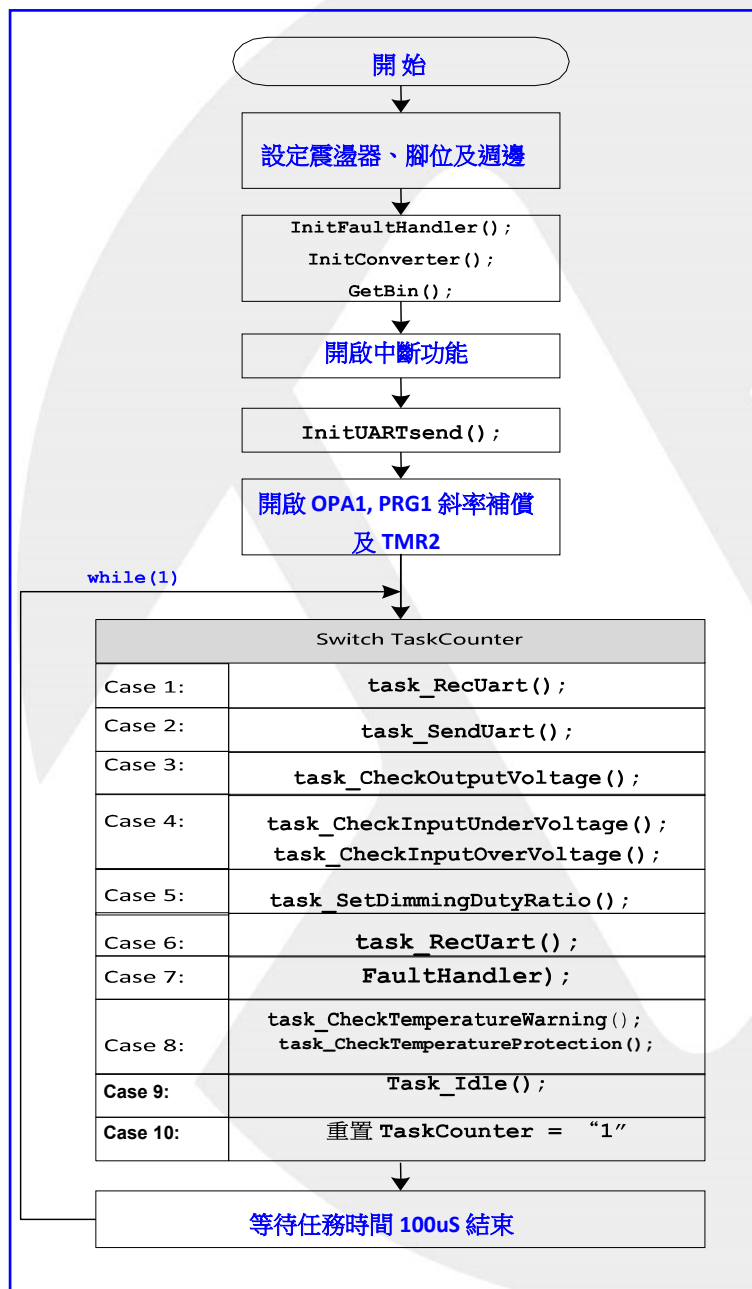 開始
設定震盪器、腳位及週邊
InitFaultHandler();
InitConverter();
GetBin();
開啟中斷功能
InitUARTsend();
開啟 OPA1, PRG1 斜率補償
及 TMR2
while(1)
Switch TaskCounter
Case 1: task_RecUart();
Case 2: task_SendUart();
Case 3: task_CheckOutputVoltage();
Case 4: task_CheckInputUnderVoltage();
task_CheckInputOverVoltage();
Case 5: task_SetDimmingDutyRatio();
Case 6: task_RecUart();
Case 7: FaultHandler);
task_CheckTemperatureWarning();
Case 8: task_CheckTemperatureProtection();
Case 9: Task_Idle();
Case 10: 重置 TaskCounter = “1”
等待任務時間 100uS 結束